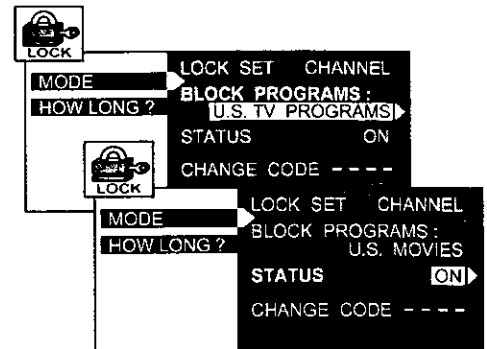 LOCK
MODE
HOW LONG ?
LOCK SET CHANNEL
BLOCK PROGRAMS :
U.S. TV PROGRAMS
STATUS ON
CHANGE CODE - - - -
LOCK
MODE
HOW LONG ?
LOCK SET CHANNEL
BLOCK PROGRAMS :
U.S. MOVIES
STATUS ON
CHANGE CODE - - - -